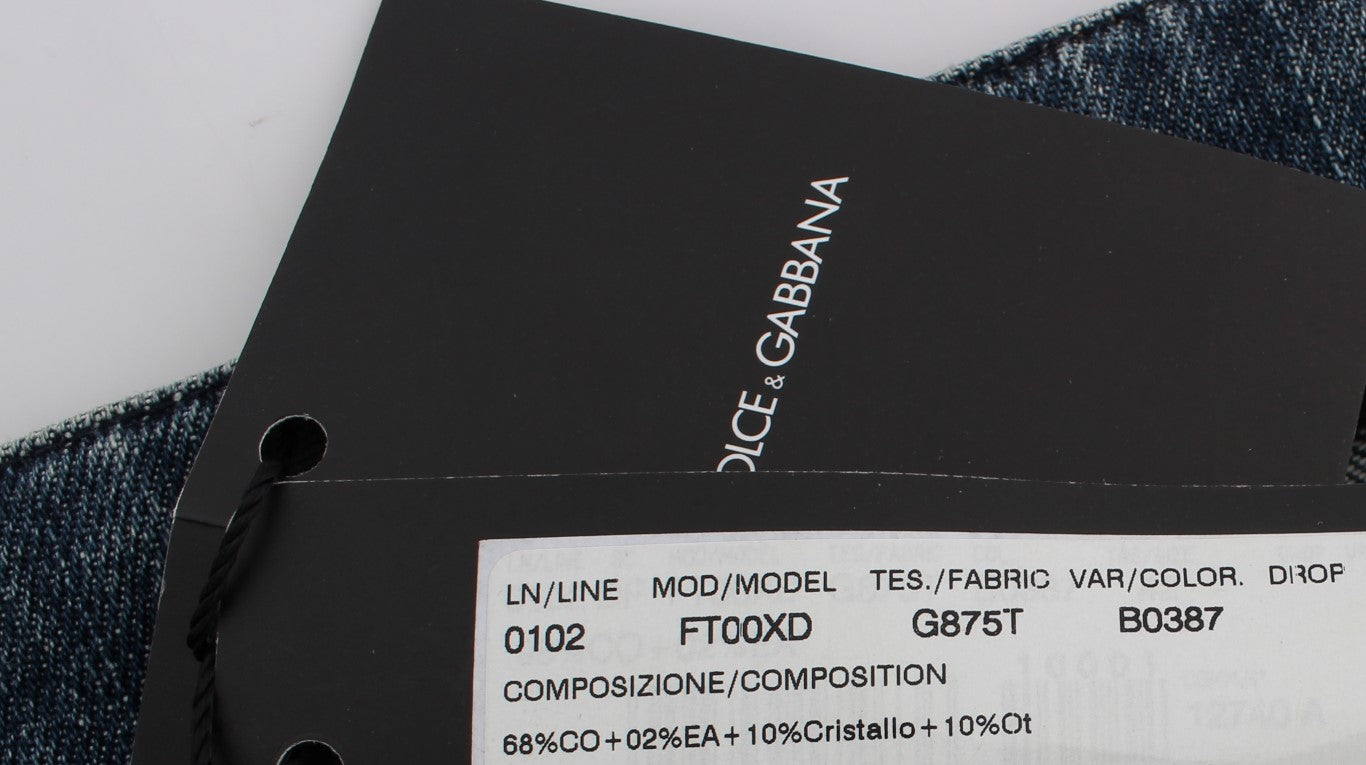 OLCE & GABBANA
LN/LINE MOD/MODEL TES./FABRIC VAR/COLOR. DROP
0102 FT00XD G875T B0387
COMPOSIZIONE/COMPOSITION
68%CO+02%EA+10%Cristallo+10%Ot